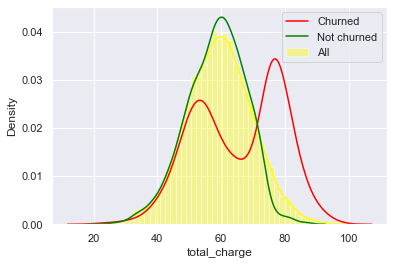 Churned
Not churned
All
0.04
0.03
0.02
0.01
0.00
Density
20 40 60 80 100
total_charge